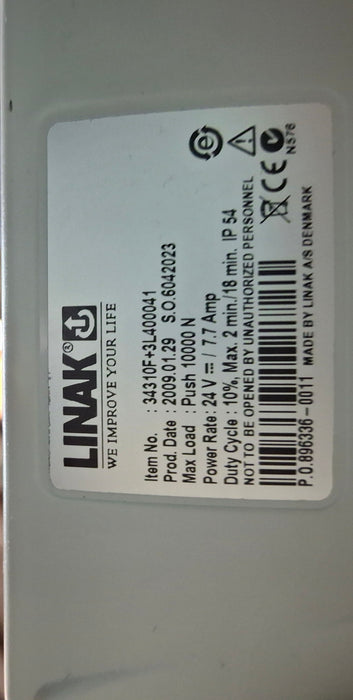 LINAK®
WE IMPROVE YOUR LIFE
Item No. : 34310F+3L400041
Prod. Date : 2009.01.29 S.O.6042023
Max Load : Push 10000 N
Power Rate : 24 V ⎓ / 7.7 Amp
Duty Cycle : 10%, Max. 2 min./18 min. IP 54
NOT TO BE OPENED BY UNAUTHORIZED PERSONNEL
P.O.896336-0011 MADE BY LINAK A/S DENMARK
e
CE
N576